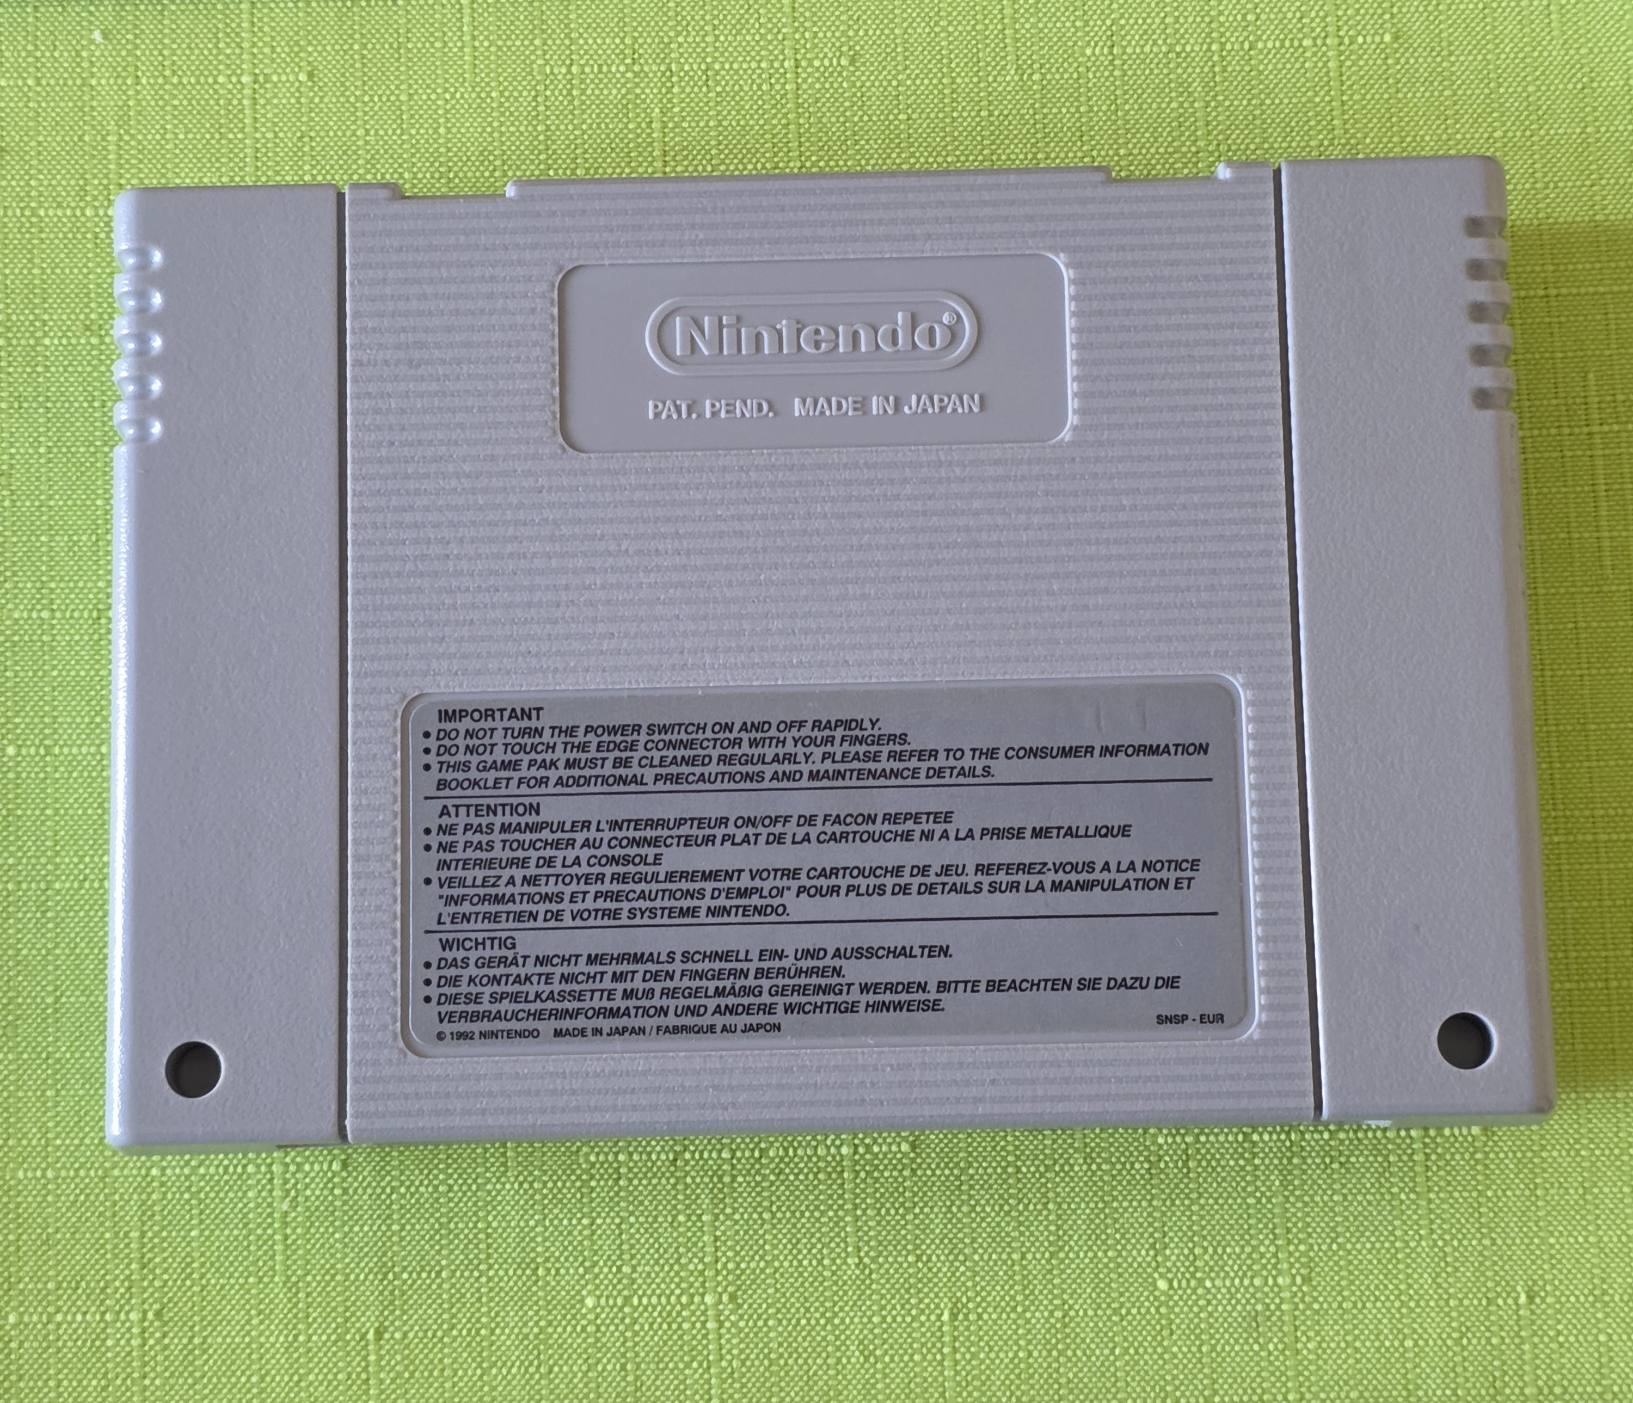 Nintendo®
PAT. PEND. MADE IN JAPAN
IMPORTANT
● DO NOT TURN THE POWER SWITCH ON AND OFF RAPIDLY.
● DO NOT TOUCH THE EDGE CONNECTOR WITH YOUR FINGERS.
● THIS GAME PAK MUST BE CLEANED REGULARLY. PLEASE REFER TO THE CONSUMER INFORMATION
BOOKLET FOR ADDITIONAL PRECAUTIONS AND MAINTENANCE DETAILS.
ATTENTION
● NE PAS MANIPULER L'INTERRUPTEUR ON/OFF DE FACON REPETEE
● NE PAS TOUCHER AU CONNECTEUR PLAT DE LA CARTOUCHE NI A LA PRISE METALLIQUE
INTERIEURE DE LA CONSOLE
● VEILLEZ A NETTOYER REGULIEREMENT VOTRE CARTOUCHE DE JEU. REFEREZ-VOUS A LA NOTICE
"INFORMATIONS ET PRECAUTIONS D'EMPLOI" POUR PLUS DE DETAILS SUR LA MANIPULATION ET
L'ENTRETIEN DE VOTRE SYSTEME NINTENDO.
WICHTIG
● DAS GERÄT NICHT MEHRMALS SCHNELL EIN- UND AUSSCHALTEN.
● DIE KONTAKTE NICHT MIT DEN FINGERN BERÜHREN.
● DIESE SPIELKASSETTE MUß REGELMÄßIG GEREINIGT WERDEN. BITTE BEACHTEN SIE DAZU DIE
VERBRAUCHERINFORMATION UND ANDERE WICHTIGE HINWEISE.
© 1992 NINTENDO MADE IN JAPAN / FABRIQUE AU JAPON
SNSP - EUR